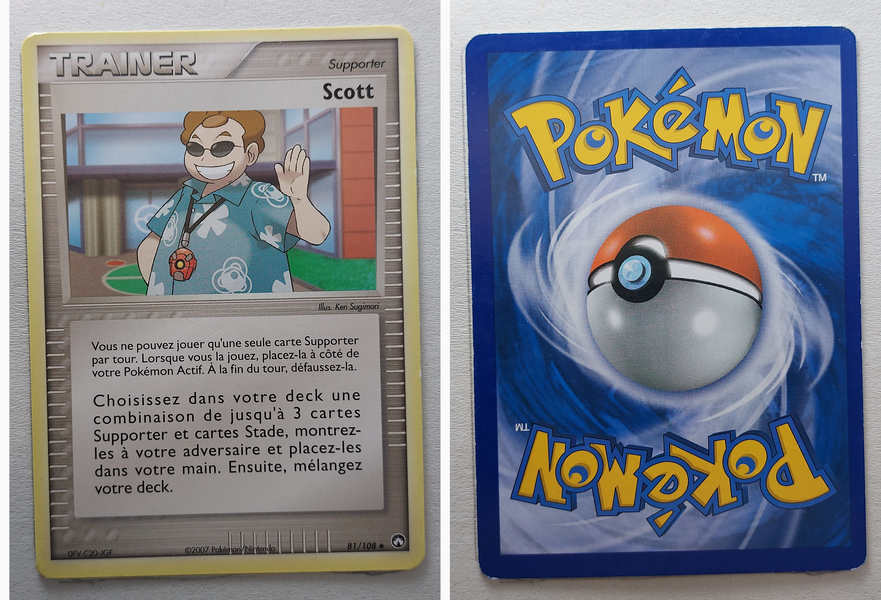 TRAINER
Supporter
Scott
Illus. Ken Sugimori
Vous ne pouvez jouer qu'une seule carte Supporter
par tour. Lorsque vous la jouez, placez-la à côté de
votre Pokémon Actif. À la fin du tour, défaussez-la.
Choisissez dans votre deck une
combinaison de jusqu'à 3 cartes
Supporter et cartes Stade, montrez-
les à votre adversaire et placez-les
dans votre main. Ensuite, mélangez
votre deck.
0FV-C20-JGF
©2007 Pokémon/Nintendo
81/108
POKéMON
TM
TM
POKéMON